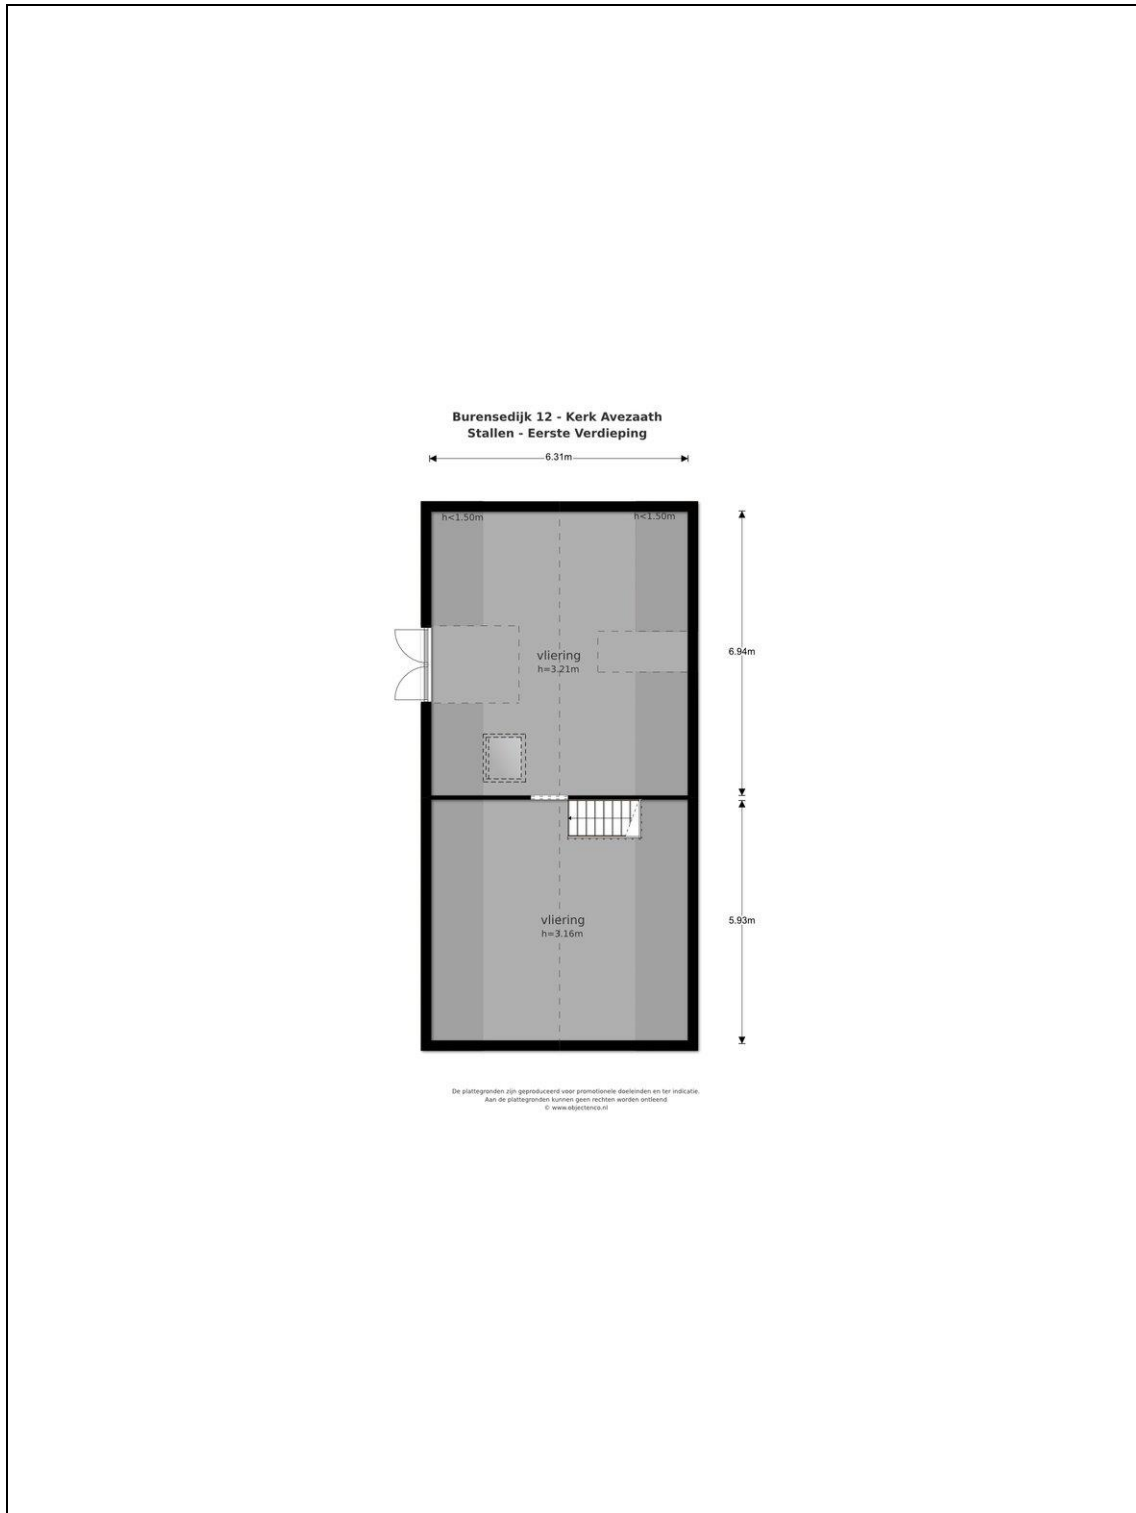 Burensedijk 12 - Kerk Avezaath
Stallen - Eerste Verdieping
6.31m
h<1.50m
h<1.50m
vliering
h=3.21m
6.94m
vliering
h=3.16m
5.93m
De plattegronden zijn geproduceerd voor promotionele doeleinden en ter indicatie.
Aan de plattegronden kunnen geen rechten worden ontleend
© www.objectenco.nl